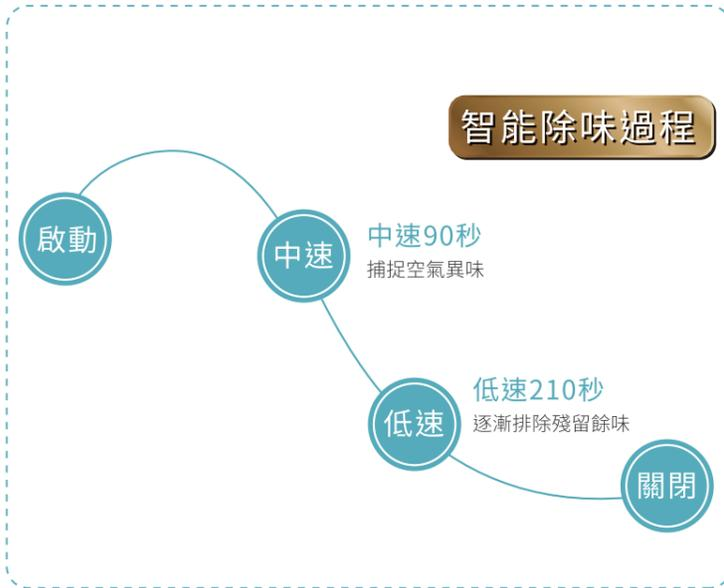 智能除味過程
啟動
中速
中速90秒
捕捉空氣異味
低速
低速210秒
逐漸排除殘留餘味
關閉